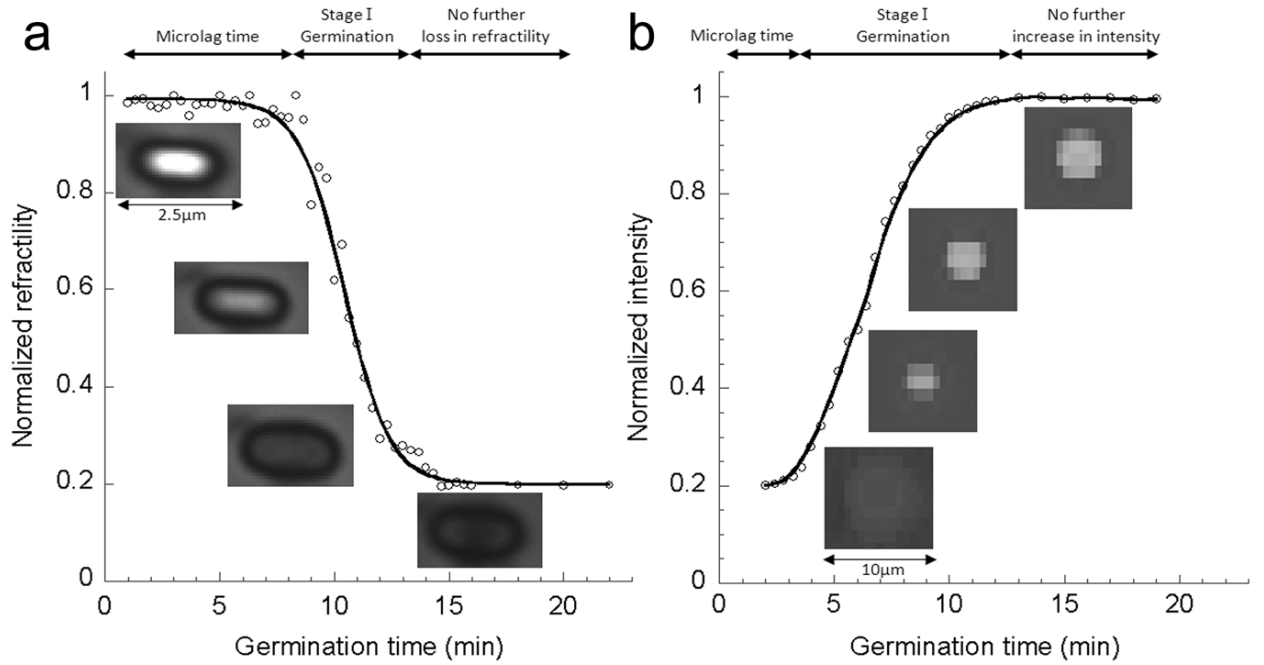 a
Microlag time
Stage I
Germination
No further
loss in refractility
1
0.8
0.6
0.4
0.2
0
Normalized refractility
2.5µm
0 5 10 15 20
Germination time (min)
b
Microlag time
Stage I
Germination
No further
increase in intensity
1
0.8
0.6
0.4
0.2
0
Normalized intensity
10µm
0 5 10 15 20
Germination time (min)